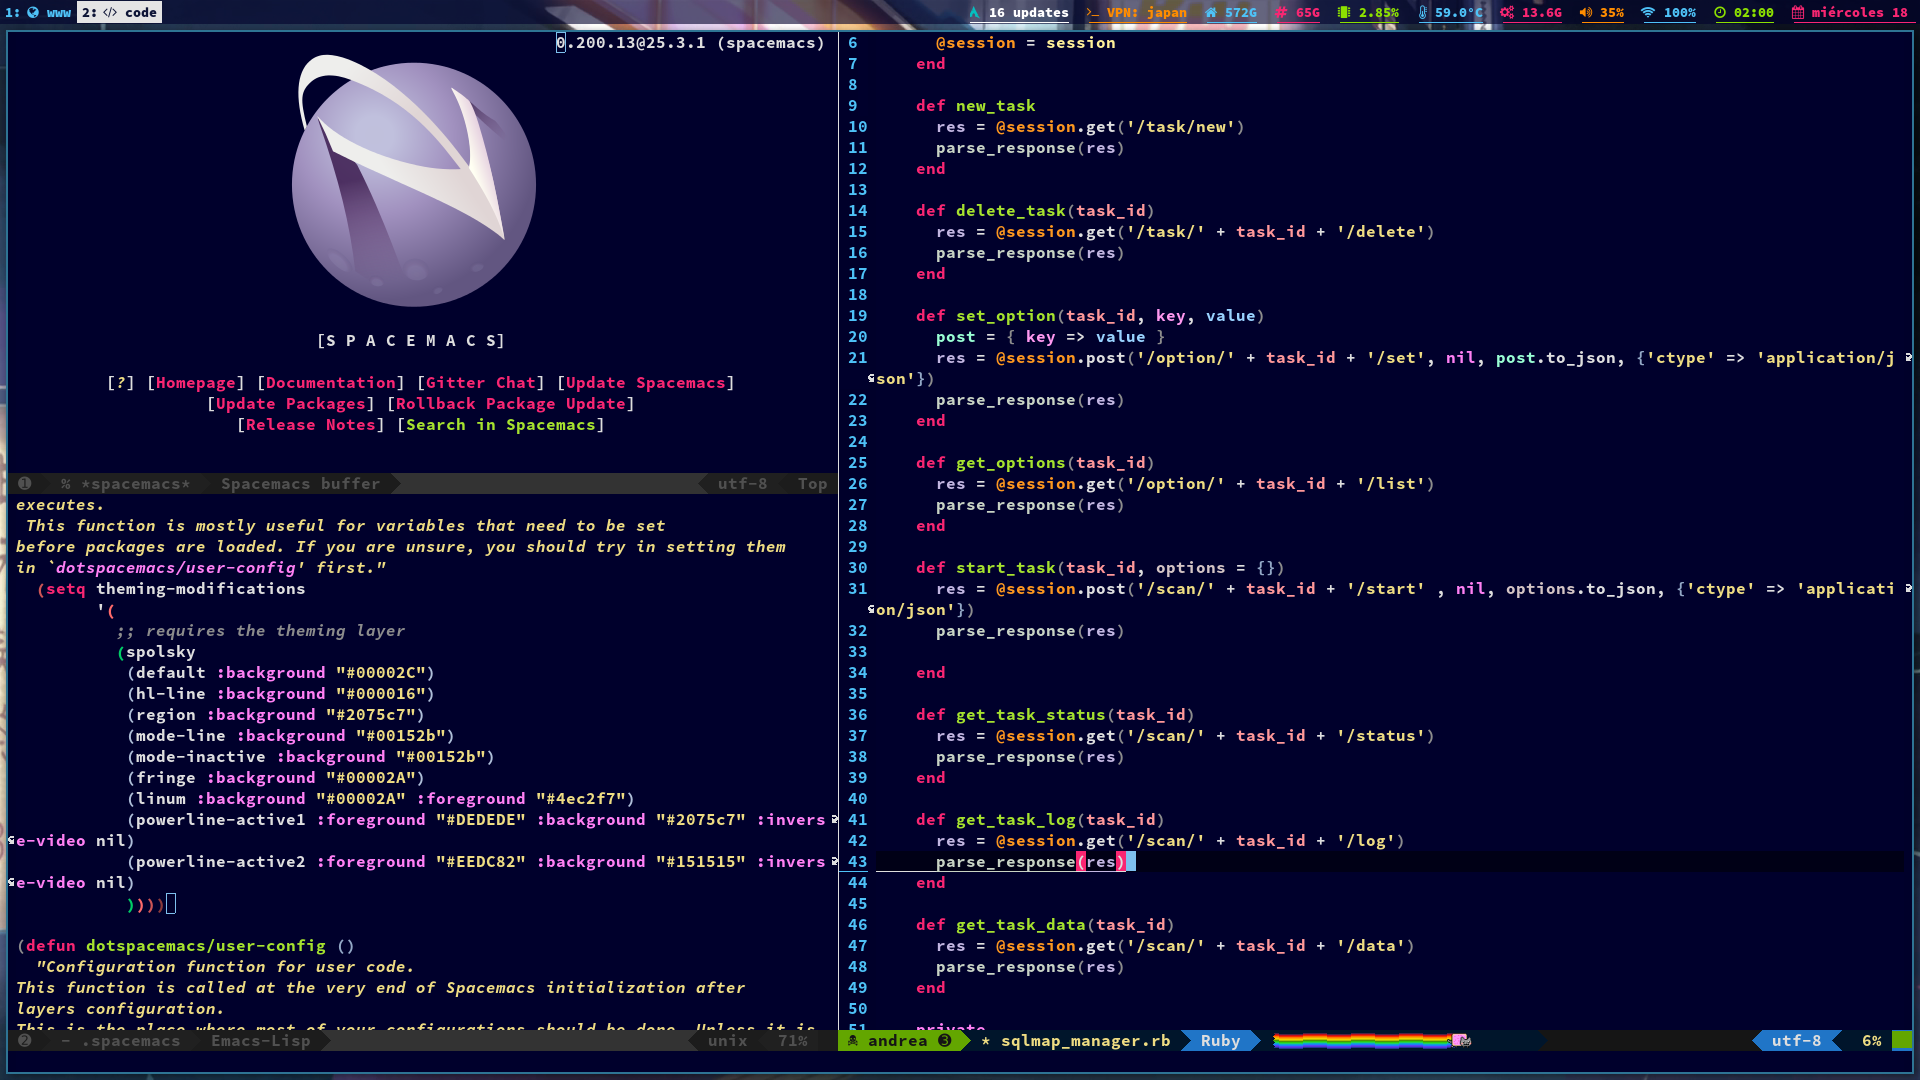 1: www 2: </> code 16 updates >_ VPN: japan 572G # 65G 2.85% 59.0°C 13.6G 35% 100% 02:00 miércoles 18
0.200.13@25.3.1 (spacemacs)
[S P A C E M A C S]
[?] [Homepage] [Documentation] [Gitter Chat] [Update Spacemacs]
[Update Packages] [Rollback Package Update]
[Release Notes] [Search in Spacemacs]
1 % *spacemacs* Spacemacs buffer utf-8 Top
executes.
This function is mostly useful for variables that need to be set
before packages are loaded. If you are unsure, you should try in setting them
in `dotspacemacs/user-config' first."
(setq theming-modifications
'(
;; requires the theming layer
(spolsky
(default :background "#00002C")
(hl-line :background "#000016")
(region :background "#2075c7")
(mode-line :background "#00152b")
(mode-inactive :background "#00152b")
(fringe :background "#00002A")
(linum :background "#00002A" :foreground "#4ec2f7")
(powerline-active1 :foreground "#DEDEDE" :background "#2075c7" :invers
e-video nil)
(powerline-active2 :foreground "#EEDC82" :background "#151515" :invers
e-video nil)
))))
(defun dotspacemacs/user-config ()
"Configuration function for user code.
This function is called at the very end of Spacemacs initialization after
layers configuration.
This is the place where most of your configurations should be done. Unless it is
2 - .spacemacs Emacs-Lisp unix 71%
6 @session = session
7 end
8
9 def new_task
10 res = @session.get('/task/new')
11 parse_response(res)
12 end
13
14 def delete_task(task_id)
15 res = @session.get('/task/' + task_id + '/delete')
16 parse_response(res)
17 end
18
19 def set_option(task_id, key, value)
20 post = { key => value }
21 res = @session.post('/option/' + task_id + '/set', nil, post.to_json, {'ctype' => 'application/j
son'})
22 parse_response(res)
23 end
24
25 def get_options(task_id)
26 res = @session.get('/option/' + task_id + '/list')
27 parse_response(res)
28 end
29
30 def start_task(task_id, options = {})
31 res = @session.post('/scan/' + task_id + '/start' , nil, options.to_json, {'ctype' => 'applicati
on/json'})
32 parse_response(res)
33
34 end
35
36 def get_task_status(task_id)
37 res = @session.get('/scan/' + task_id + '/status')
38 parse_response(res)
39 end
40
41 def get_task_log(task_id)
42 res = @session.get('/scan/' + task_id + '/log')
43 parse_response(res)
44 end
45
46 def get_task_data(task_id)
47 res = @session.get('/scan/' + task_id + '/data')
48 parse_response(res)
49 end
50
51 private
andrea 3 * sqlmap_manager.rb Ruby utf-8 6%